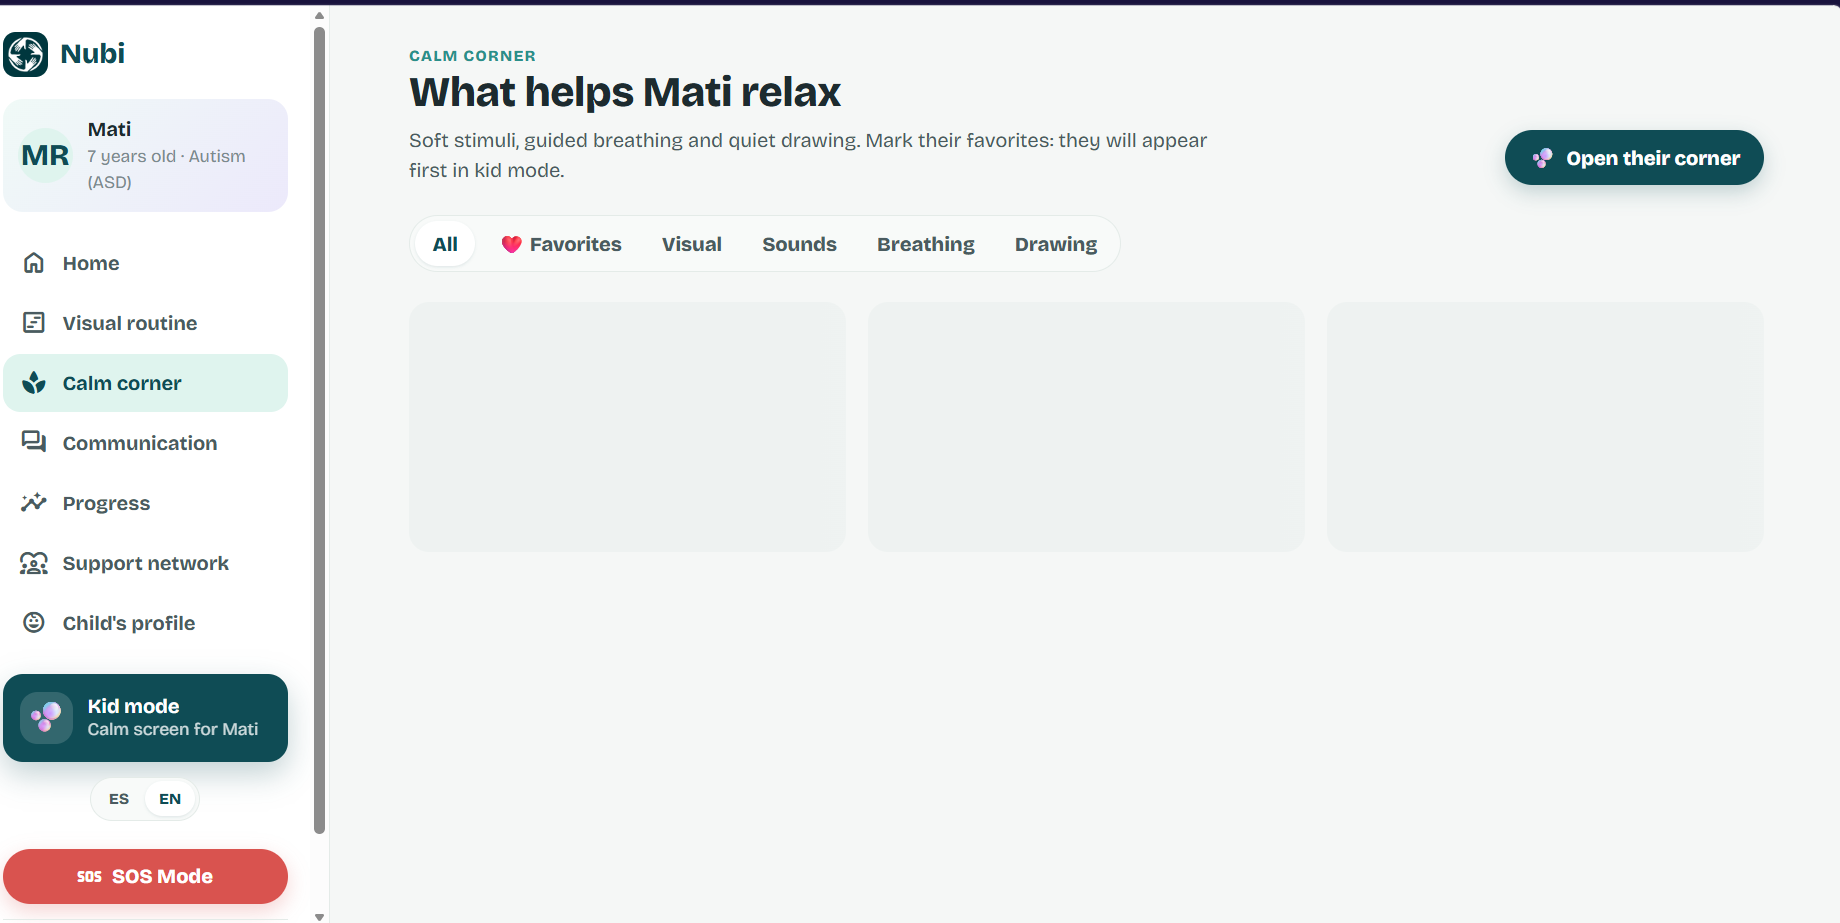 Nubi
MR
Mati
7 years old · Autism
(ASD)
Home
Visual routine
Calm corner
Communication
Progress
Support network
Child's profile
Kid mode
Calm screen for Mati
ES
EN
SOS SOS Mode
CALM CORNER
What helps Mati relax
Soft stimuli, guided breathing and quiet drawing. Mark their favorites: they will appear
first in kid mode.
Open their corner
All
Favorites
Visual
Sounds
Breathing
Drawing